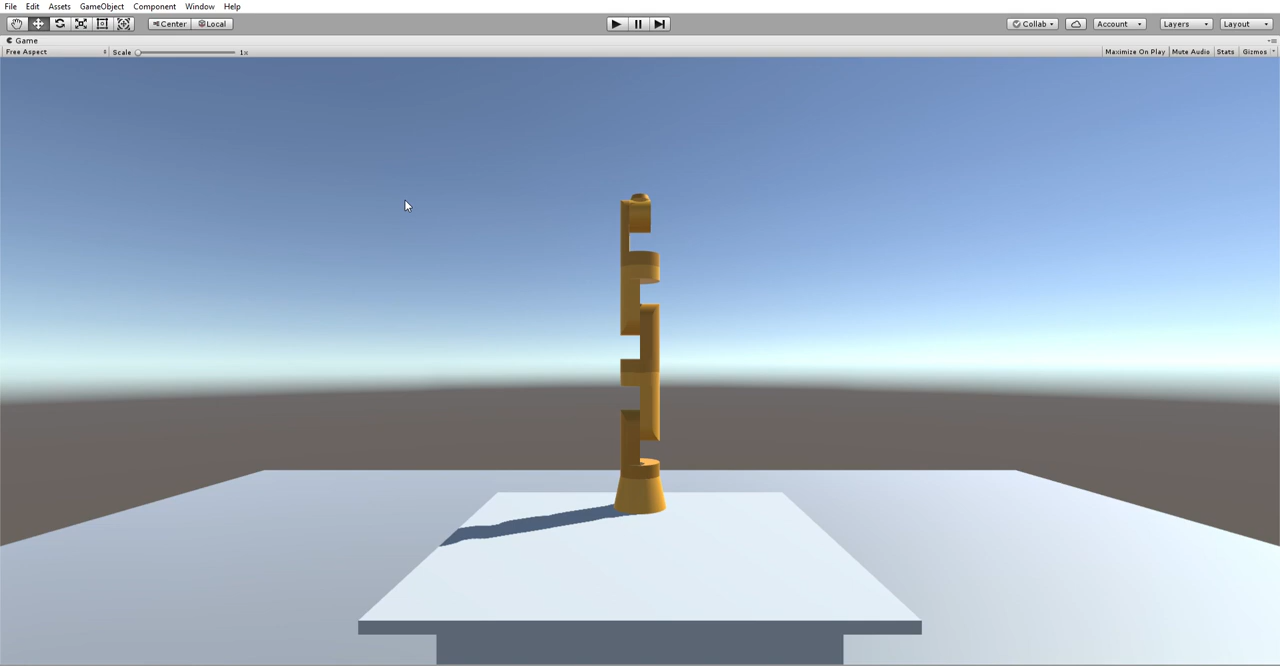 File Edit Assets GameObject Component Window Help
Center Local Collab Account Layers Layout
Game
Free Aspect Scale 1x Maximize On Play Mute Audio Stats Gizmos